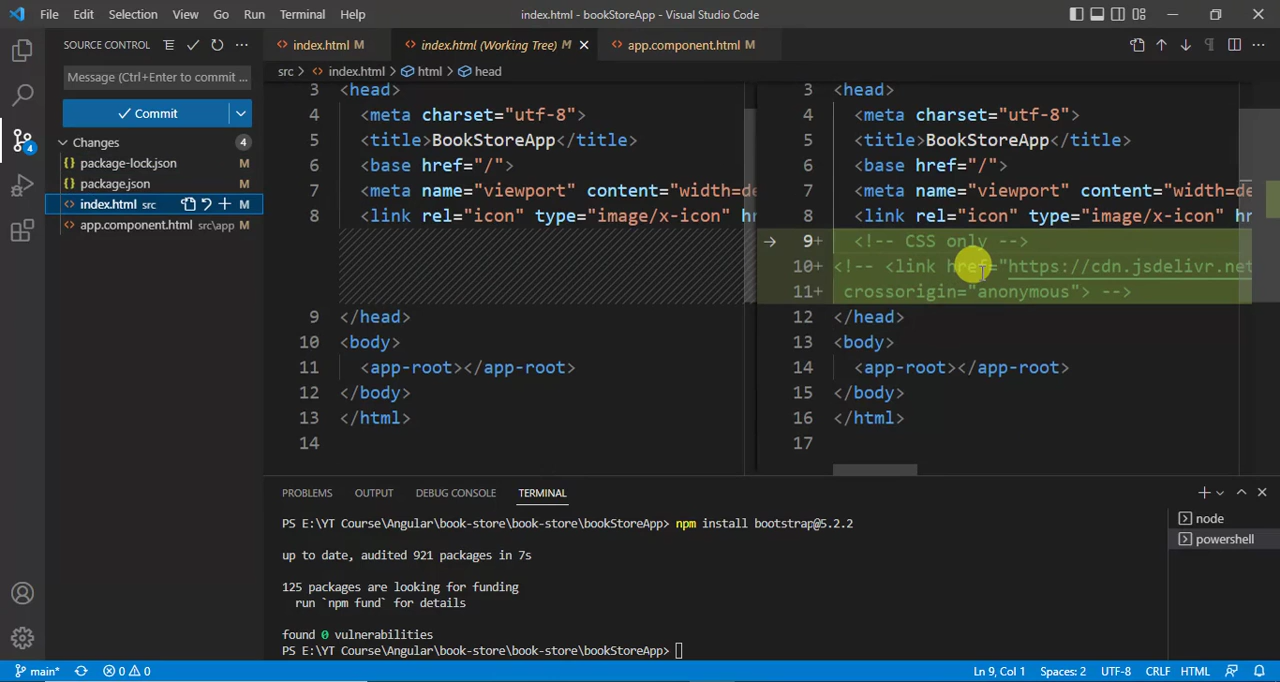 File Edit Selection View Go Run Terminal Help index.html - bookStoreApp - Visual Studio Code
SOURCE CONTROL
index.html M
index.html (Working Tree) M
app.component.html M
Message (Ctrl+Enter to commit ...
Commit
Changes 4
package-lock.json M
package.json M
index.html src M
app.component.html src\app M
4
src > index.html > html > head
3 <head>
4 <meta charset="utf-8">
5 <title>BookStoreApp</title>
6 <base href="/">
7 <meta name="viewport" content="width=de
8 <link rel="icon" type="image/x-icon" h
9 </head>
10 <body>
11 <app-root></app-root>
12 </body>
13 </html>
14
3 <head>
4 <meta charset="utf-8">
5 <title>BookStoreApp</title>
6 <base href="/">
7 <meta name="viewport" content="width=de
8 <link rel="icon" type="image/x-icon" h
9+ <!-- CSS only -->
10+ <!-- <link href="https://cdn.jsdelivr.net
11+ crossorigin="anonymous"> -->
12 </head>
13 <body>
14 <app-root></app-root>
15 </body>
16 </html>
17
PROBLEMS OUTPUT DEBUG CONSOLE TERMINAL
PS E:\YT Course\Angular\book-store\book-store\bookStoreApp> npm install bootstrap@5.2.2
up to date, audited 921 packages in 7s
125 packages are looking for funding
run `npm fund` for details
found 0 vulnerabilities
PS E:\YT Course\Angular\book-store\book-store\bookStoreApp>
node
powershell
main* 0 0 Ln 9, Col 1 Spaces: 2 UTF-8 CRLF HTML